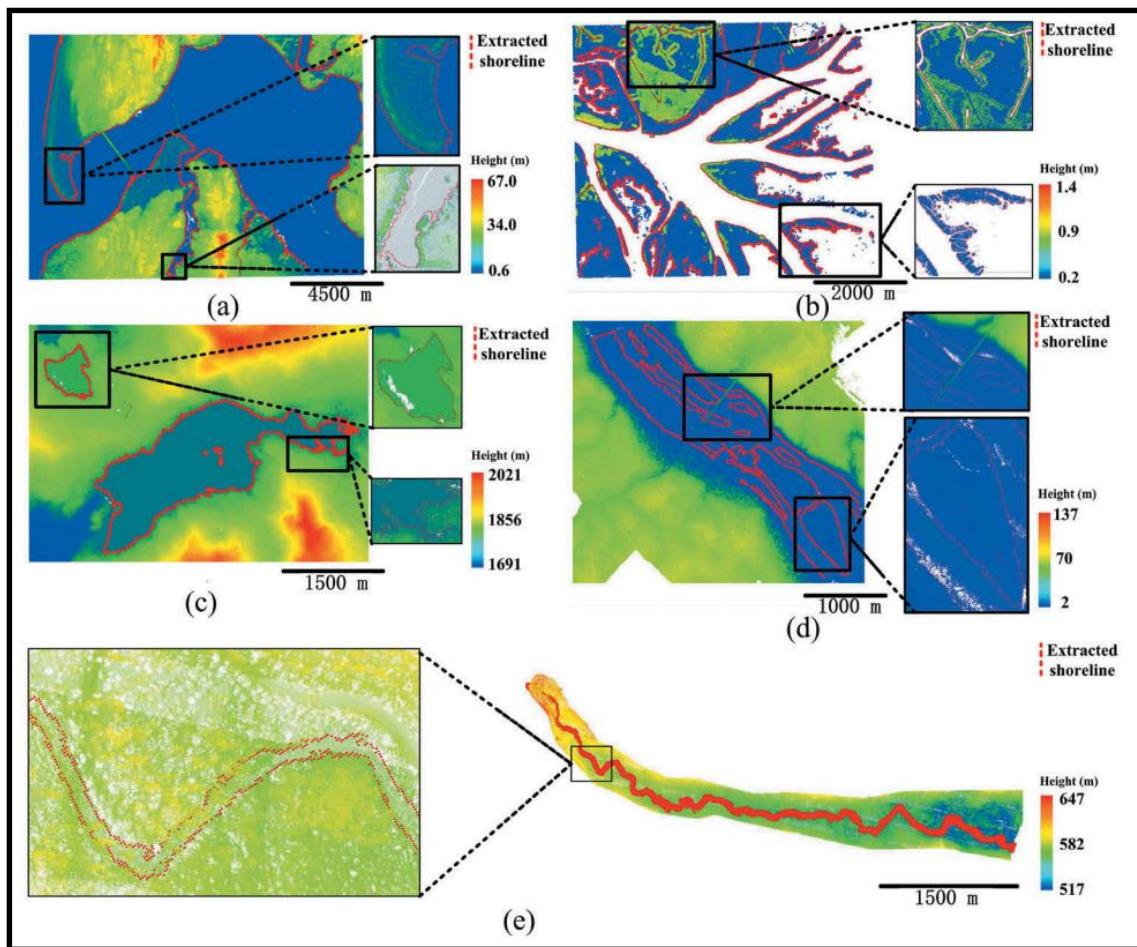 Extracted
shoreline
Height (m)
67.0
34.0
0.6
4500 m
(a)
Extracted
shoreline
Height (m)
1.4
0.9
0.2
2000 m
(b)
Extracted
shoreline
Height (m)
2021
1856
1691
1500 m
(c)
Extracted
shoreline
Height (m)
137
70
2
1000 m
(d)
Extracted
shoreline
Height (m)
647
582
517
1500 m
(e)